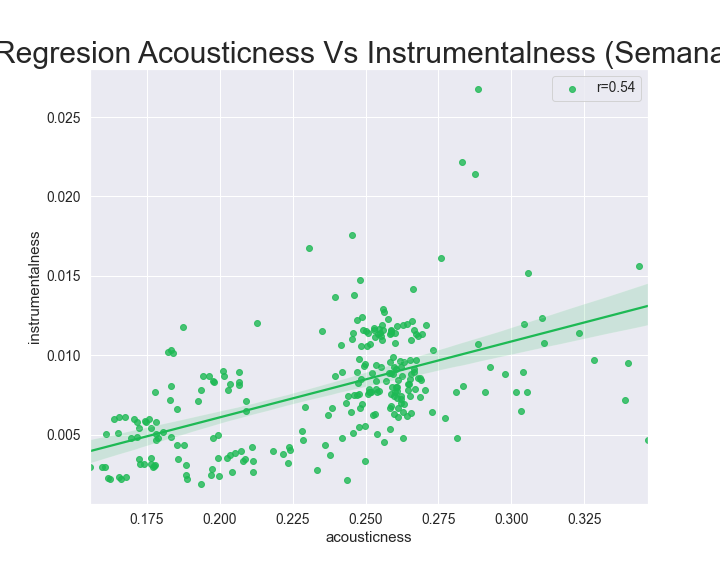 Regresion Acousticness Vs Instrumentalness (Semana
r=0.54
instrumentalness
0.025
0.020
0.015
0.010
0.005
0.175 0.200 0.225 0.250 0.275 0.300 0.325
acousticness